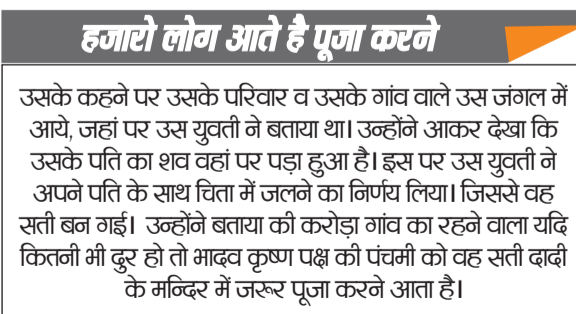 हजारो लोग आते है पूजा करने
उसके कहने पर उसके परिवार व उसके गांव वाले उस जंगल में
आये, जहां पर उस युवती ने बताया था। उन्होंने आकर देखा कि
उसके पति का शव वहां पर पड़ा हुआ है। इस पर उस युवती ने
अपने पति के साथ चिता में जलने का निर्णय लिया। जिससे वह
सती बन गई। उन्होंने बताया की करोड़ा गांव का रहने वाला यदि
कितनी भी दुर हो तो भादव कृष्ण पक्ष की पंचमी को वह सती दादी
के मन्दिर में जरूर पूजा करने आता है।